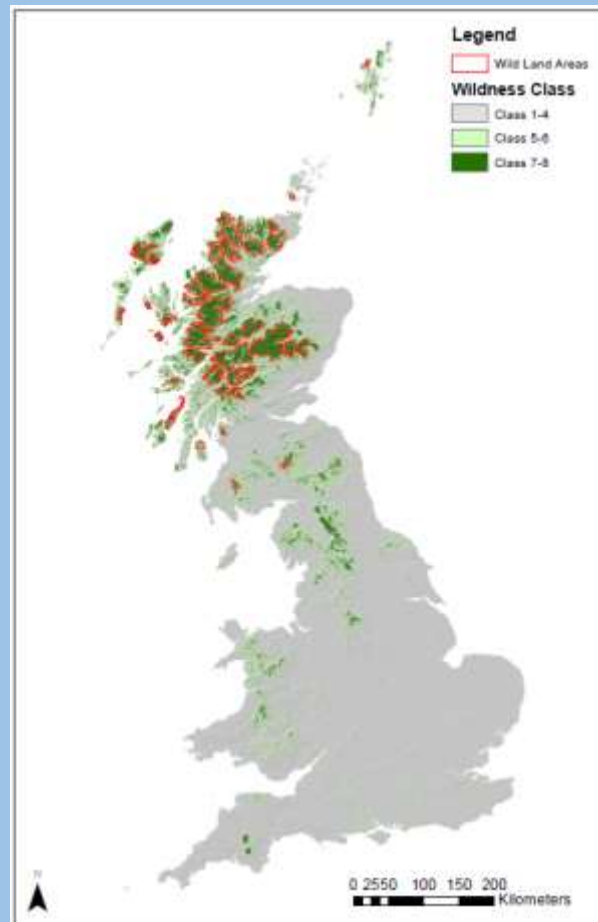 Legend
Wild Land Areas
Wildness Class
Class 1-4
Class 5-6
Class 7-8
N
0 2550 100 150 200
Kilometers